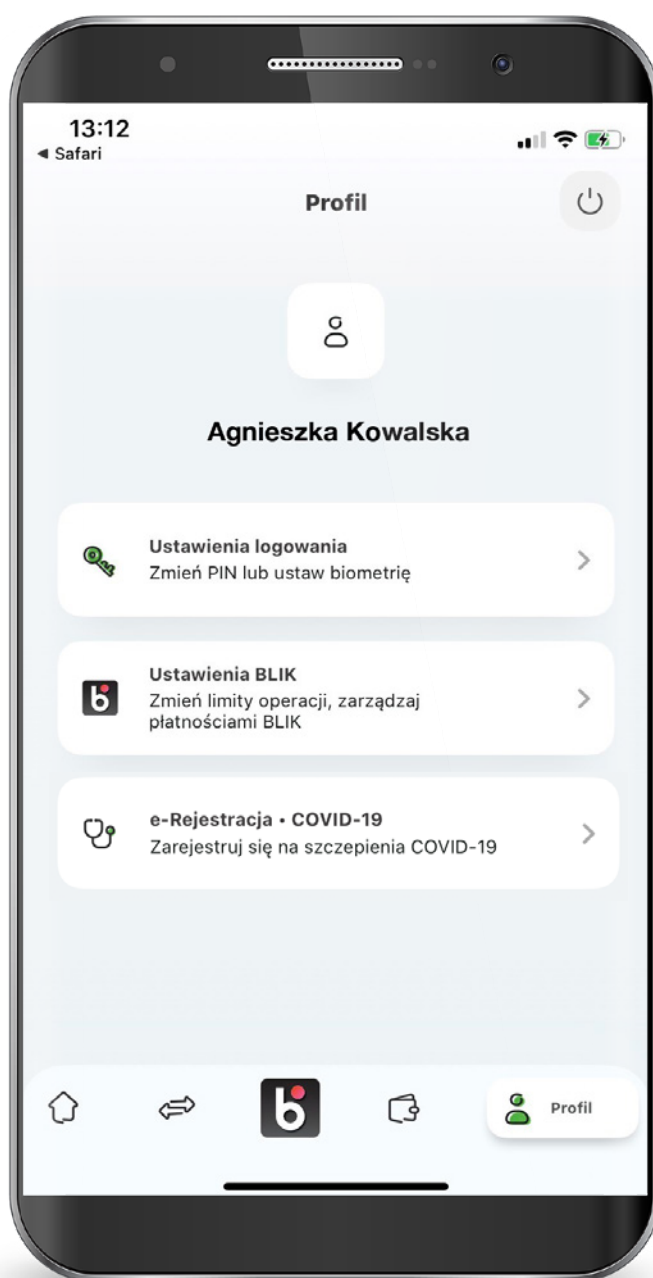 13:12
◀ Safari
Profil
Agnieszka Kowalska
Ustawienia logowania
Zmień PIN lub ustaw biometrię
Ustawienia BLIK
Zmień limity operacji, zarządzaj
płatnościami BLIK
e-Rejestracja • COVID-19
Zarejestruj się na szczepienia COVID-19
Profil